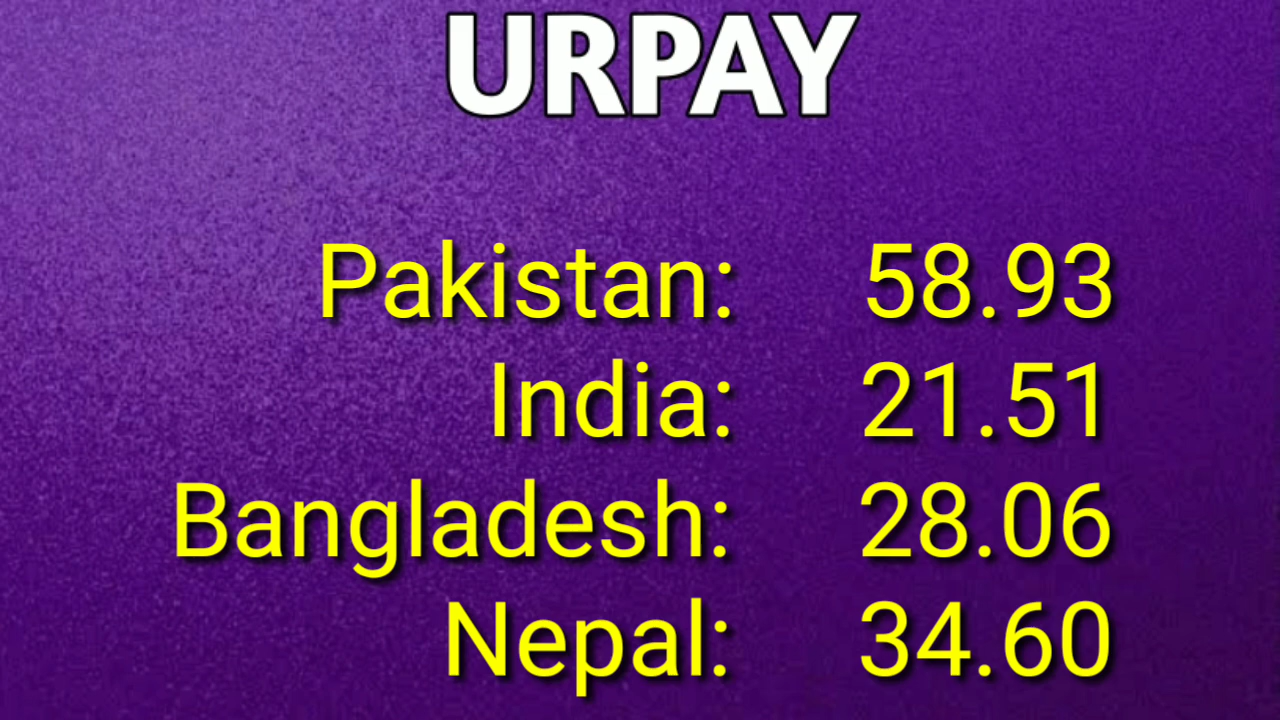 URPAY
Pakistan: 58.93
India: 21.51
Bangladesh: 28.06
Nepal: 34.60